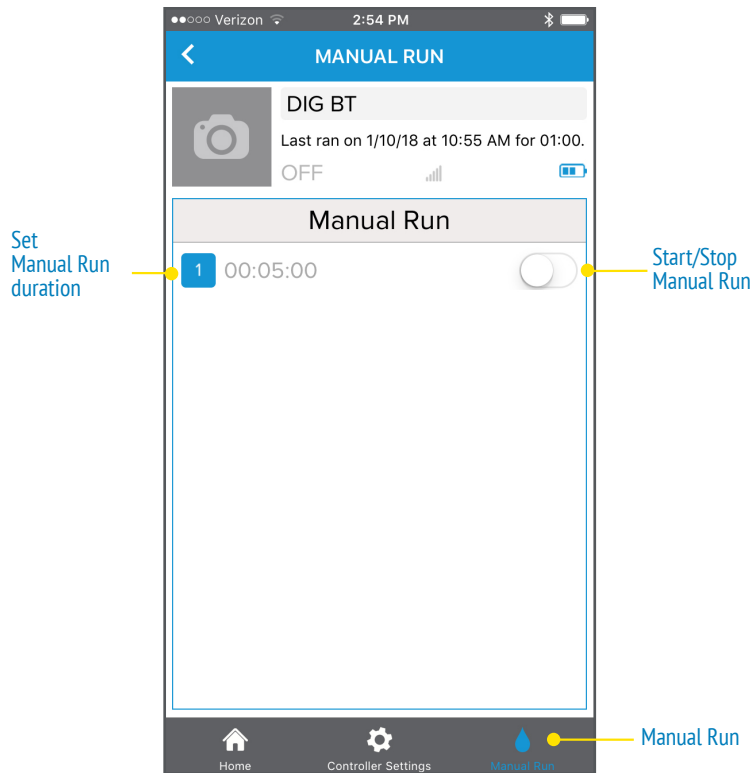 Verizon 2:54 PM
MANUAL RUN
DIG BT
Last ran on 1/10/18 at 10:55 AM for 01:00.
OFF
Manual Run
Set
Manual Run
duration
1 00:05:00
Start/Stop
Manual Run
Manual Run
Home Controller Settings Manual Run